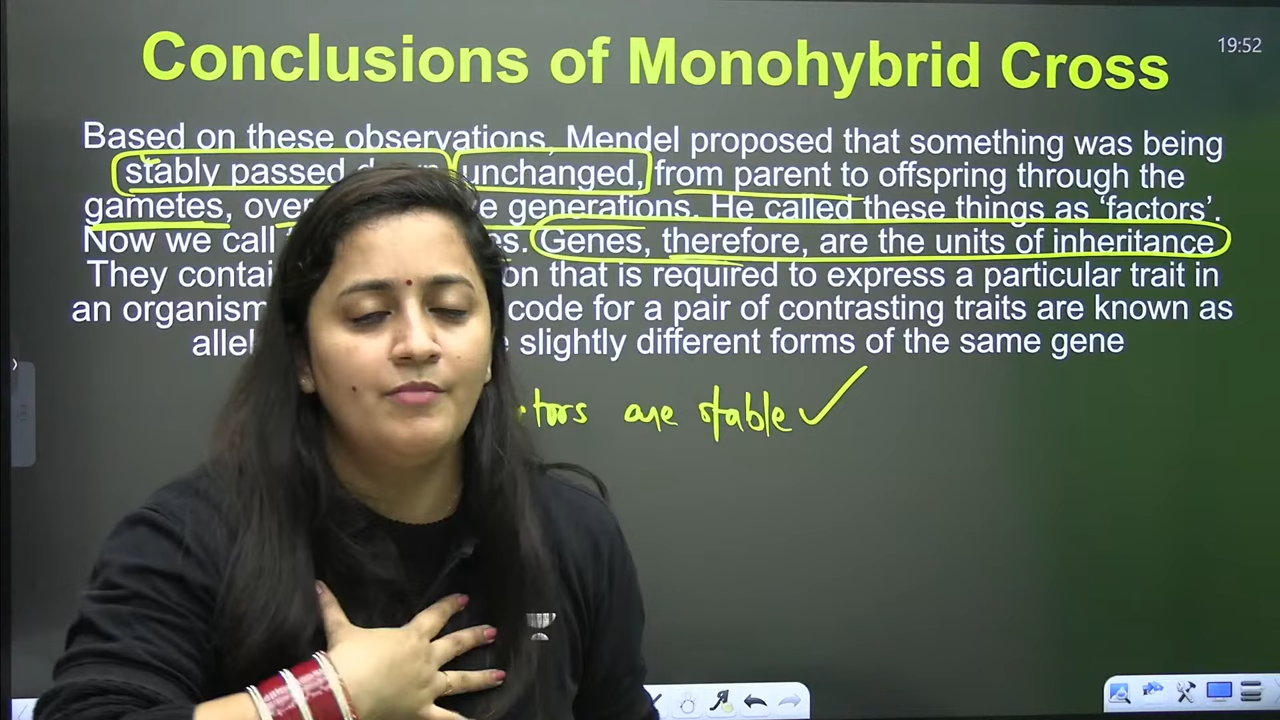 Conclusions of Monohybrid Cross
19:52
Based on these observations, Mendel proposed that something was being
stably passed down unchanged, from parent to offspring through the
gametes, over generations. He called these things as ‘factors’.
Now we call Genes, therefore, are the units of inheritance
They on that is required to express a particular trait in
an organism code for a pair of contrasting traits are known as
slightly different forms of the same gene
are stable